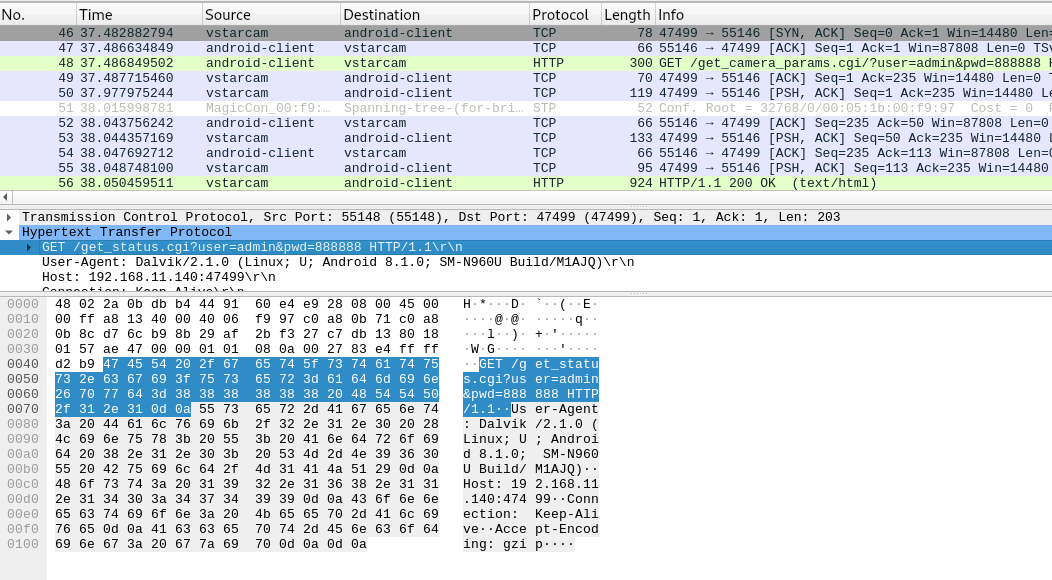 No. Time Source Destination Protocol Length Info
46 37.482882794 vstarcam android-client TCP 78 47499 → 55146 [SYN, ACK] Seq=0 Ack=1 Win=14480 Len=
47 37.486634849 android-client vstarcam TCP 66 55146 → 47499 [ACK] Seq=1 Ack=1 Win=87808 Len=0 TSv
48 37.486849502 android-client vstarcam HTTP 300 GET /get_camera_params.cgi/?user=admin&pwd=888888 H
49 37.487715460 vstarcam android-client TCP 70 47499 → 55146 [ACK] Seq=1 Ack=235 Win=14480 Len=0 T
50 37.977975244 vstarcam android-client TCP 119 47499 → 55146 [PSH, ACK] Seq=1 Ack=235 Win=14480 Le
51 38.015998781 MagicCon_00:f9:… Spanning-tree-(for-bri… STP 52 Conf. Root = 32768/0/00:05:1b:00:f9:97 Cost = 0
52 38.043756242 android-client vstarcam TCP 66 55146 → 47499 [ACK] Seq=235 Ack=50 Win=87808 Len=0
53 38.044357169 vstarcam android-client TCP 133 47499 → 55146 [PSH, ACK] Seq=50 Ack=235 Win=14480 L
54 38.047692712 android-client vstarcam TCP 66 55146 → 47499 [ACK] Seq=235 Ack=113 Win=87808 Len=0
55 38.048748100 vstarcam android-client TCP 95 47499 → 55146 [PSH, ACK] Seq=113 Ack=235 Win=14480
56 38.050459511 vstarcam android-client HTTP 924 HTTP/1.1 200 OK (text/html)
Transmission Control Protocol, Src Port: 55148 (55148), Dst Port: 47499 (47499), Seq: 1, Ack: 1, Len: 203
Hypertext Transfer Protocol
GET /get_status.cgi?user=admin&pwd=888888 HTTP/1.1\r\n
User-Agent: Dalvik/2.1.0 (Linux; U; Android 8.1.0; SM-N960U Build/M1AJQ)\r\n
Host: 192.168.11.140:47499\r\n
Connection: Keep-Alive\r\n
0000 48 02 2a 0b db b4 44 91 60 e4 e9 28 08 00 45 00 H·*···D· `··(··E·
0010 00 ff a8 13 40 00 40 06 f9 97 c0 a8 0b 71 c0 a8 ····@·@· ·····q··
0020 0b 8c d7 6c b9 8b 29 af 2b f3 27 c7 db 13 80 18 ···l··)· +·'·····
0030 01 57 ae 47 00 00 01 01 08 0a 00 27 83 e4 ff ff ·W·G···· ···'····
0040 d2 b9 47 45 54 20 2f 67 65 74 5f 73 74 61 74 75 ··GET /g et_statu
0050 73 2e 63 67 69 3f 75 73 65 72 3d 61 64 6d 69 6e s.cgi?us er=admin
0060 26 70 77 64 3d 38 38 38 38 38 38 20 48 54 54 50 &pwd=888 888 HTTP
0070 2f 31 2e 31 0d 0a 55 73 65 72 2d 41 67 65 6e 74 /1.1··Us er-Agent
0080 3a 20 44 61 6c 76 69 6b 2f 32 2e 31 2e 30 20 28 : Dalvik /2.1.0 (
0090 4c 69 6e 75 78 3b 20 55 3b 20 41 6e 64 72 6f 69 Linux; U ; Androi
00a0 64 20 38 2e 31 2e 30 3b 20 53 4d 2d 4e 39 36 30 d 8.1.0; SM-N960
00b0 55 20 42 75 69 6c 64 2f 4d 31 41 4a 51 29 0d 0a U Build/ M1AJQ)··
00c0 48 6f 73 74 3a 20 31 39 32 2e 31 36 38 2e 31 31 Host: 19 2.168.11
00d0 2e 31 34 30 3a 34 37 34 39 39 0d 0a 43 6f 6e 6e .140:474 99··Conn
00e0 65 63 74 69 6f 6e 3a 20 4b 65 65 70 2d 41 6c 69 ection: Keep-Ali
00f0 76 65 0d 0a 41 63 63 65 70 74 2d 45 6e 63 6f 64 ve··Acce pt-Encod
0100 69 6e 67 3a 20 67 7a 69 70 0d 0a 0d 0a ing: gzi p····